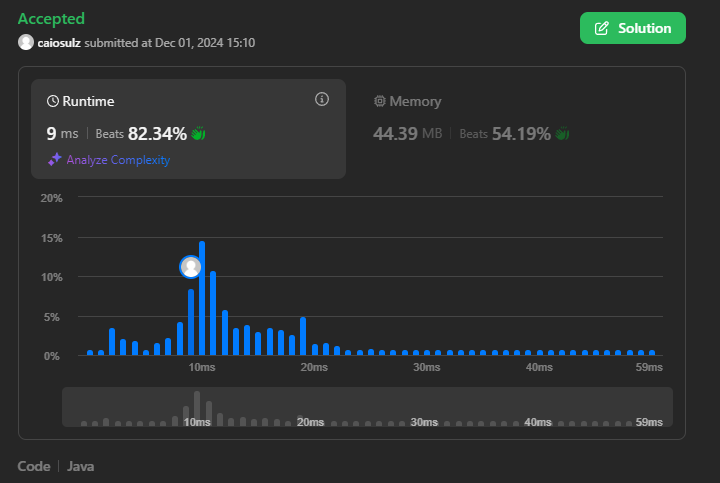 Accepted
Solution
caiosulz submitted at Dec 01, 2024 15:10
Runtime
Memory
9 ms Beats 82.34%
44.39 MB Beats 54.19%
Analyze Complexity
20%
15%
10%
5%
0%
10ms 20ms 30ms 40ms 59ms
10ms 20ms 30ms 40ms 59ms
Code Java